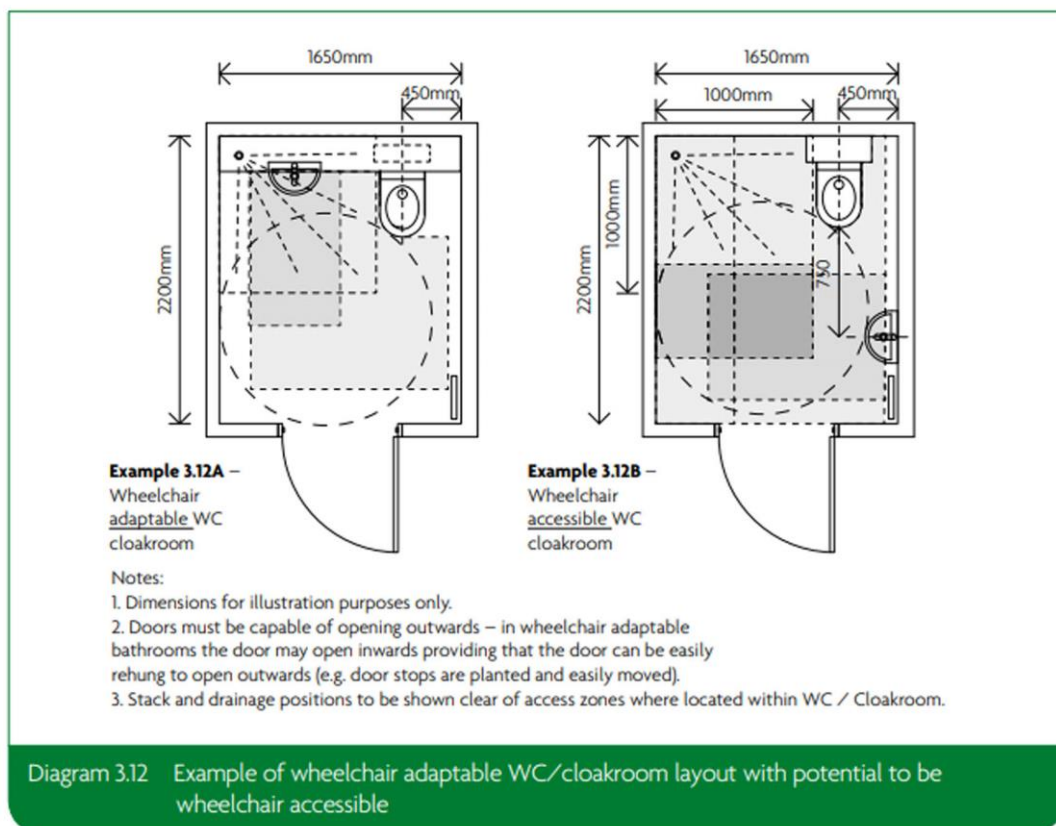 1650mm
450mm
2200mm
1650mm
1000mm
450mm
1000mm
2200mm
750
Example 3.12A –
Wheelchair
adaptable WC
cloakroom
Example 3.12B –
Wheelchair
accessible WC
cloakroom
Notes:
1. Dimensions for illustration purposes only.
2. Doors must be capable of opening outwards – in wheelchair adaptable
bathrooms the door may open inwards providing that the door can be easily
rehung to open outwards (e.g. door stops are planted and easily moved).
3. Stack and drainage positions to be shown clear of access zones where located within WC / Cloakroom.
Diagram 3.12 Example of wheelchair adaptable WC/cloakroom layout with potential to be
wheelchair accessible